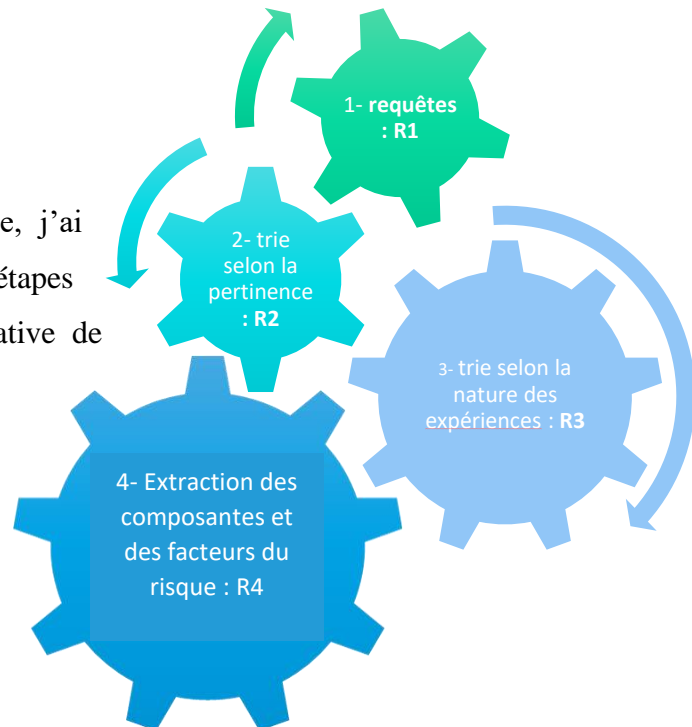 1- requêtes
: R1
e, j’ai
étapes
ative de
2- trie
selon la
pertinence
: R2
3- trie selon la
nature des
expériences : R3
4- Extraction des
composantes et
des facteurs du
risque : R4